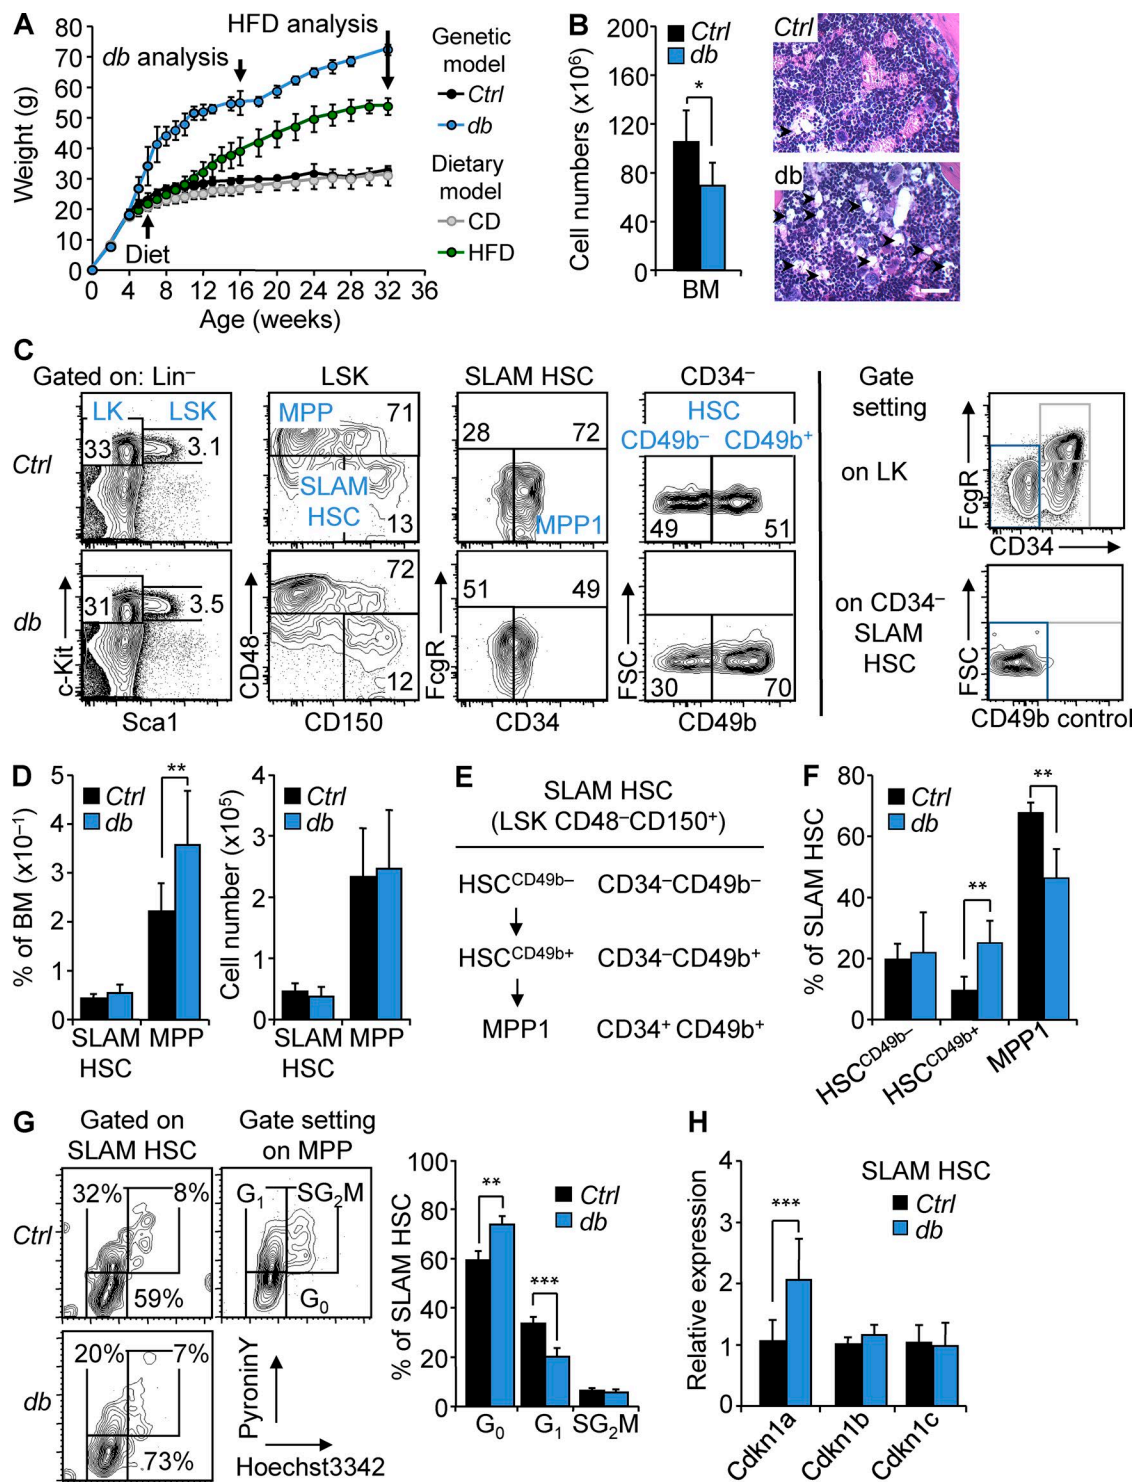 A
HFD analysis
db analysis
Diet
Weight (g)
80
70
60
50
40
30
20
10
0
0 4 8 12 16 20 24 28 32 36
Age (weeks)
Genetic
model
Ctrl
db
Dietary
model
CD
HFD
B
Ctrl
db
Cell numbers (x10⁶)
200
160
120
80
40
0
*
BM
Ctrl
db
C
Gated on: Lin⁻
LSK
SLAM HSC
CD34⁻
Gate
setting
Ctrl
LK LSK
33 3.1
MPP 71
SLAM
HSC
13
28 72
MPP1
HSC
CD49b⁻ CD49b⁺
49 51
on LK
FcgR
CD34
db
31 3.5
72
12
51 49
30 70
on CD34⁻
SLAM
HSC
c-Kit
Sca1
CD48
CD150
FcgR
CD34
FSC
CD49b
FSC
CD49b control
D
% of BM (x10⁻¹)
5
4
3
2
1
0
Ctrl
db
**
SLAM MPP
HSC
Cell number (x10⁵)
4
3
2
1
0
Ctrl
db
SLAM MPP
HSC
E
SLAM HSC
(LSK CD48⁻CD150⁺)
HSCᶜᴰ⁴⁹ᵇ⁻ CD34⁻CD49b⁻
HSCᶜᴰ⁴⁹ᵇ⁺ CD34⁻CD49b⁺
MPP1 CD34⁺CD49b⁺
F
% of SLAM HSC
80
60
40
20
0
Ctrl
db
**
**
HSCᶜᴰ⁴⁹ᵇ⁻
HSCᶜᴰ⁴⁹ᵇ⁺
MPP1
G
Gated on
SLAM HSC
Gate setting
on MPP
Ctrl
32% 8%
59%
G₁ SG₂M
G₀
db
20% 7%
73%
PyroninY
Hoechst3342
% of SLAM HSC
100
80
60
40
20
0
**
***
Ctrl
db
G₀ G₁ SG₂M
H
SLAM HSC
Ctrl
db
Relative expression
4
3
2
1
0
***
Cdkn1a
Cdkn1b
Cdkn1c